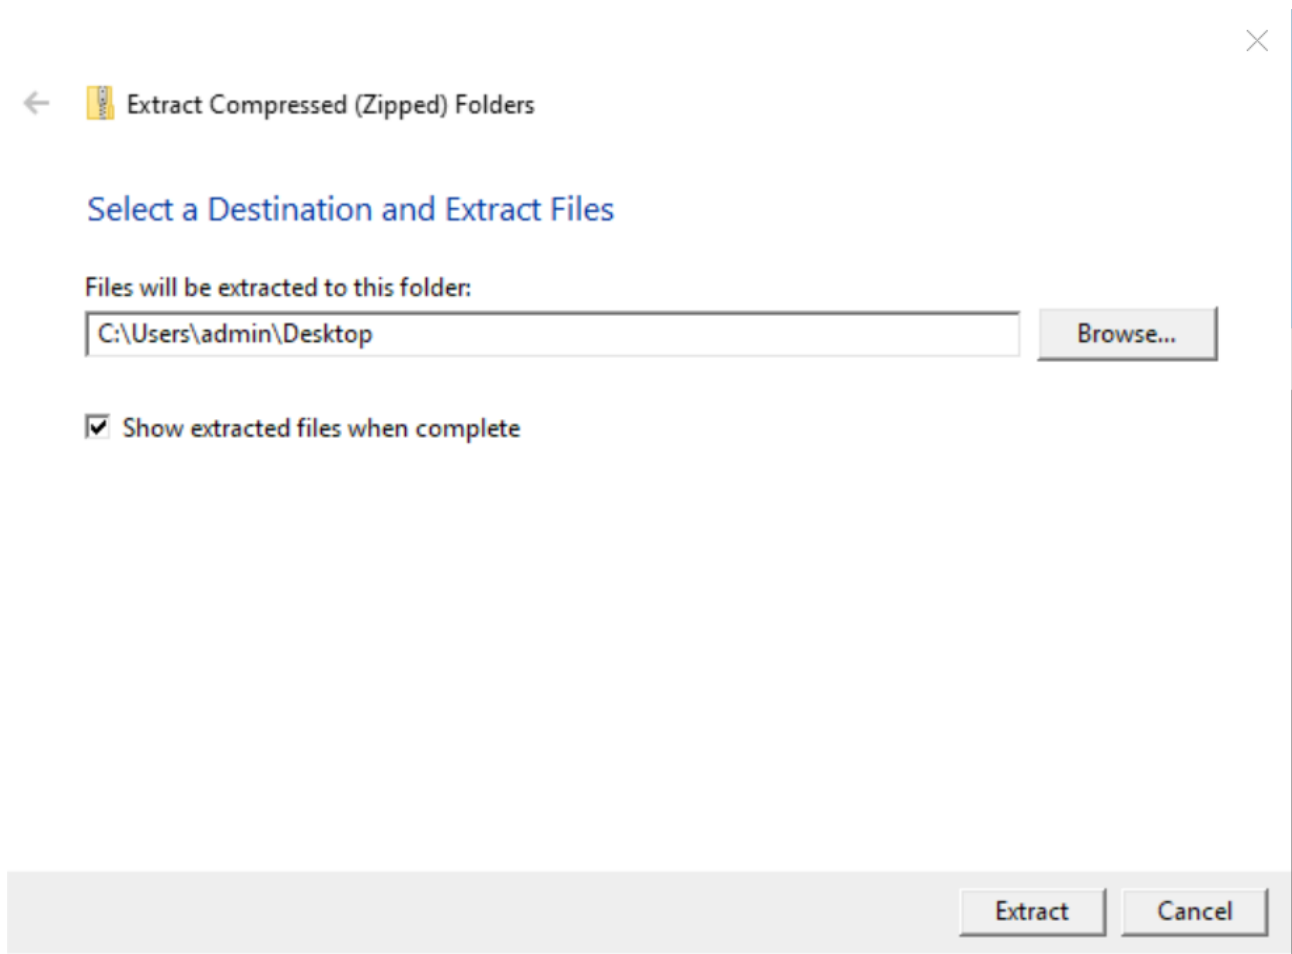 Extract Compressed (Zipped) Folders
Select a Destination and Extract Files
Files will be extracted to this folder:
C:\Users\admin\Desktop
Browse...
Show extracted files when complete
Extract
Cancel